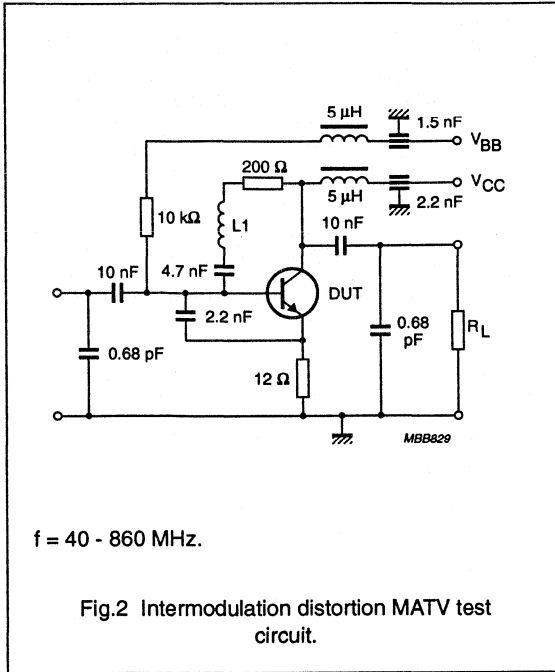 5 μH
1.5 nF
VBB
200 Ω
VCC
5 μH
2.2 nF
10 kΩ
L1
10 nF
10 nF
4.7 nF
DUT
2.2 nF
0.68 pF
0.68 pF
RL
12 Ω
MBB829
f = 40 - 860 MHz.
Fig.2 Intermodulation distortion MATV test
circuit.